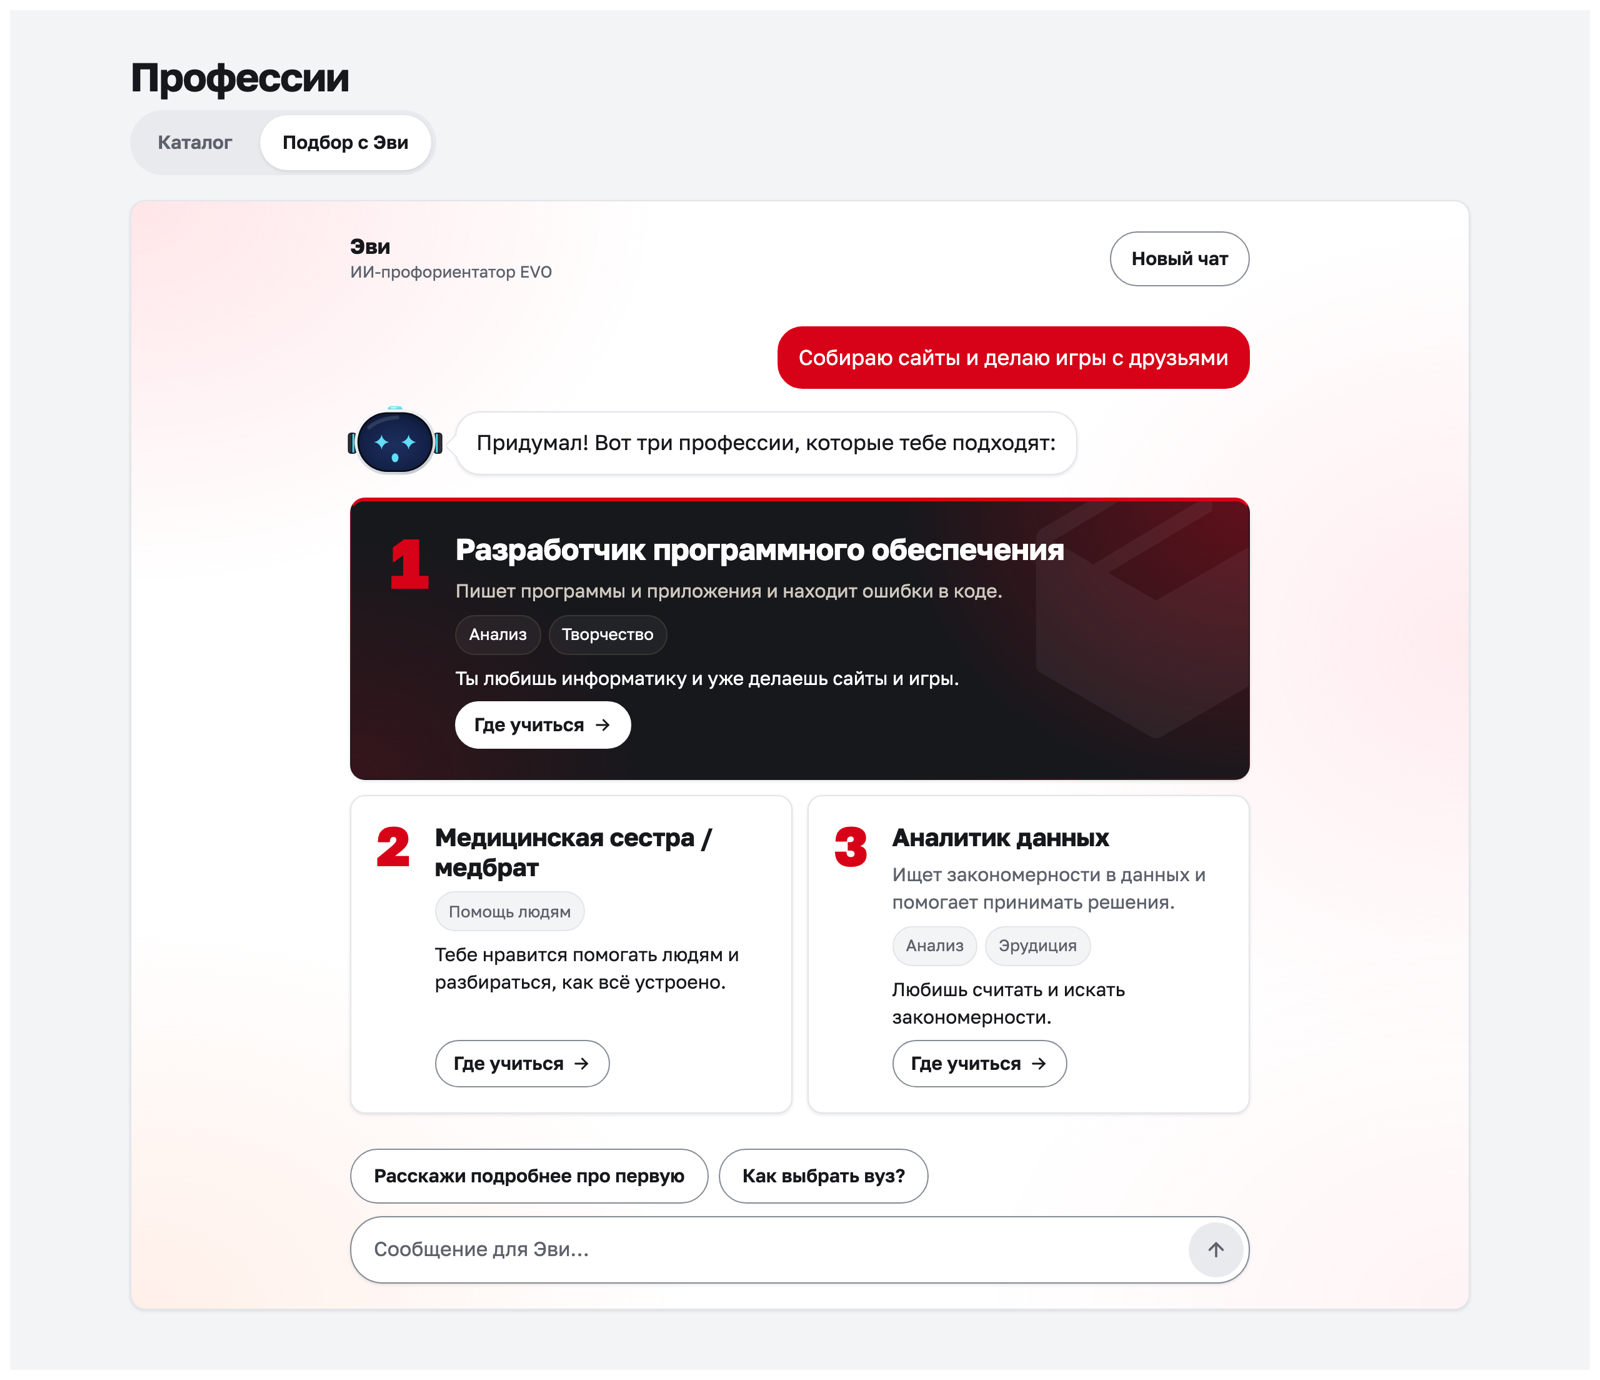 Профессии
Каталог
Подбор с Эви
Эви
ИИ-профориентатор EVO
Новый чат
Собираю сайты и делаю игры с друзьями
Придумал! Вот три профессии, которые тебе подходят:
1
Разработчик программного обеспечения
Пишет программы и приложения и находит ошибки в коде.
Анализ
Творчество
Ты любишь информатику и уже делаешь сайты и игры.
Где учиться →
2
Медицинская сестра /
медбрат
Помощь людям
Тебе нравится помогать людям и
разбираться, как всё устроено.
Где учиться →
3
Аналитик данных
Ищет закономерности в данных и
помогает принимать решения.
Анализ
Эрудиция
Любишь считать и искать
закономерности.
Где учиться →
Расскажи подробнее про первую
Как выбрать вуз?
Сообщение для Эви...